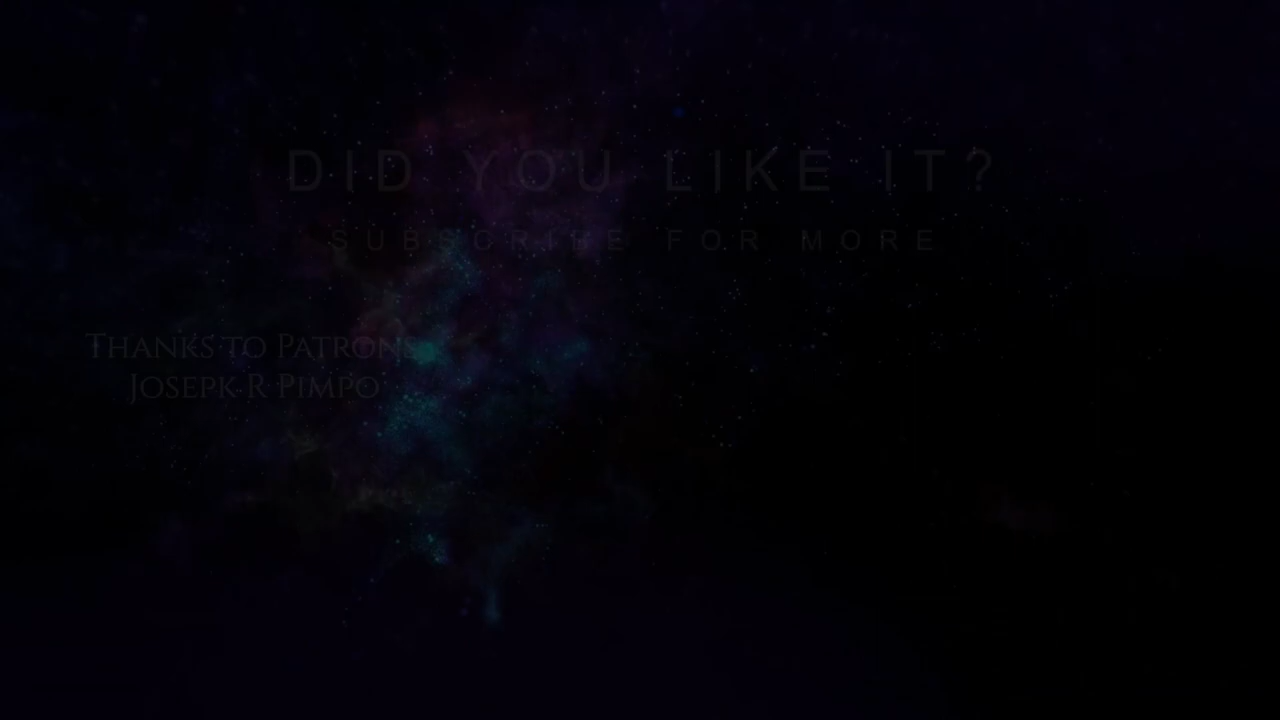 DID YOU LIKE IT?
SUBSCRIBE FOR MORE
THANKS TO PATRONS
JOSEPK R PIMPO